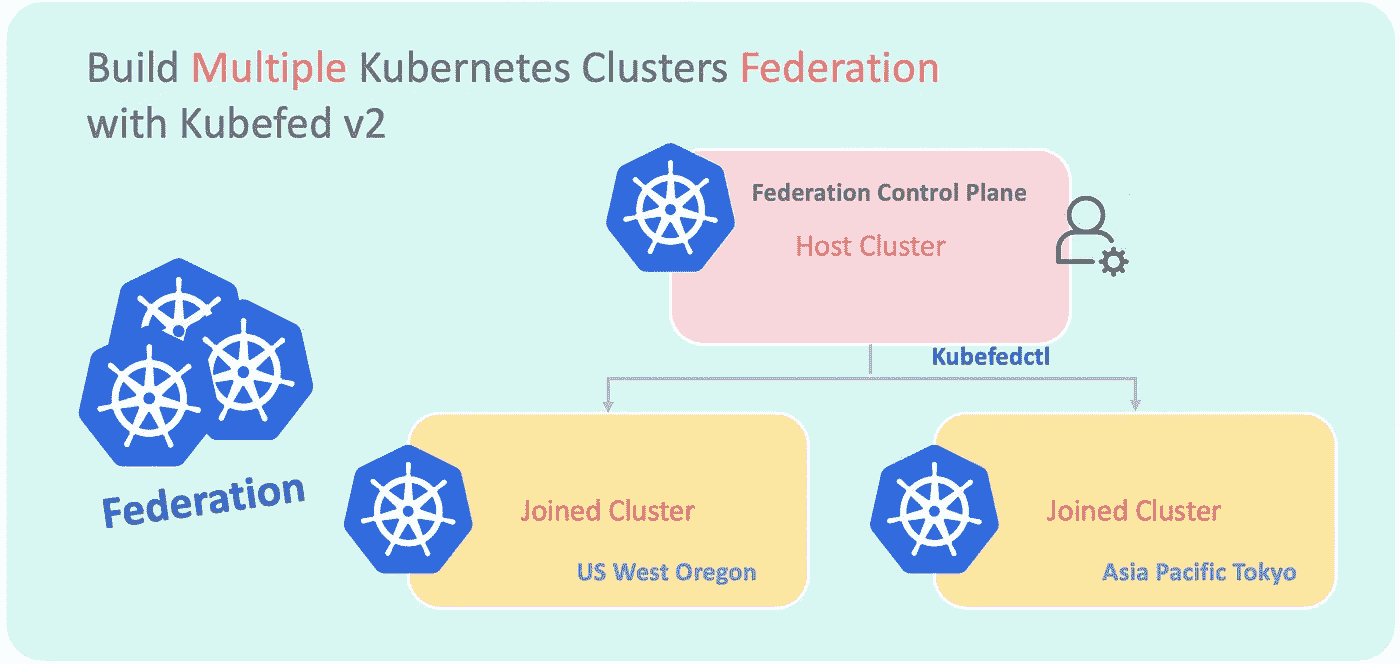 Build Multiple Kubernetes Clusters Federation
with Kubefed v2
Federation Control Plane
Host Cluster
Kubefedctl
Federation
Joined Cluster
US West Oregon
Joined Cluster
Asia Pacific Tokyo